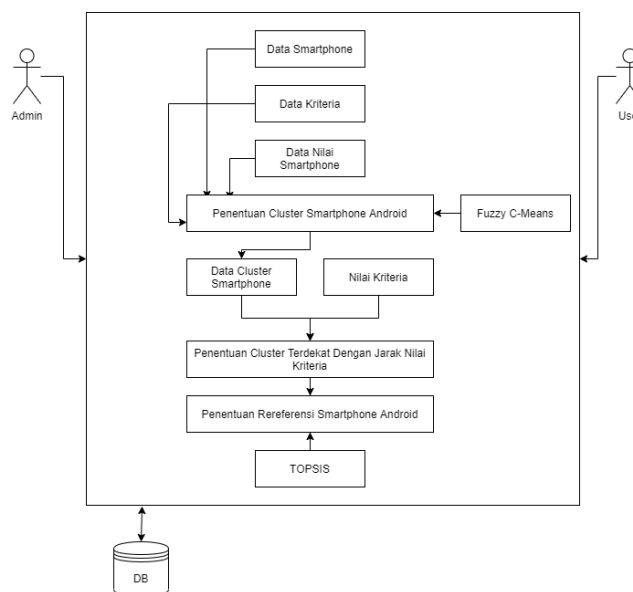 Data Smartphone
Admin
Data Kriteria
Use
Data Nilai
Smartphone
Penentuan Cluster Smartphone Android
Fuzzy C-Means
Data Cluster
Smartphone
Nilai Kriteria
Penentuan Cluster Terdekat Dengan Jarak Nilai
Kriteria
Penentuan Rereferensi Smartphone Android
TOPSIS
DB